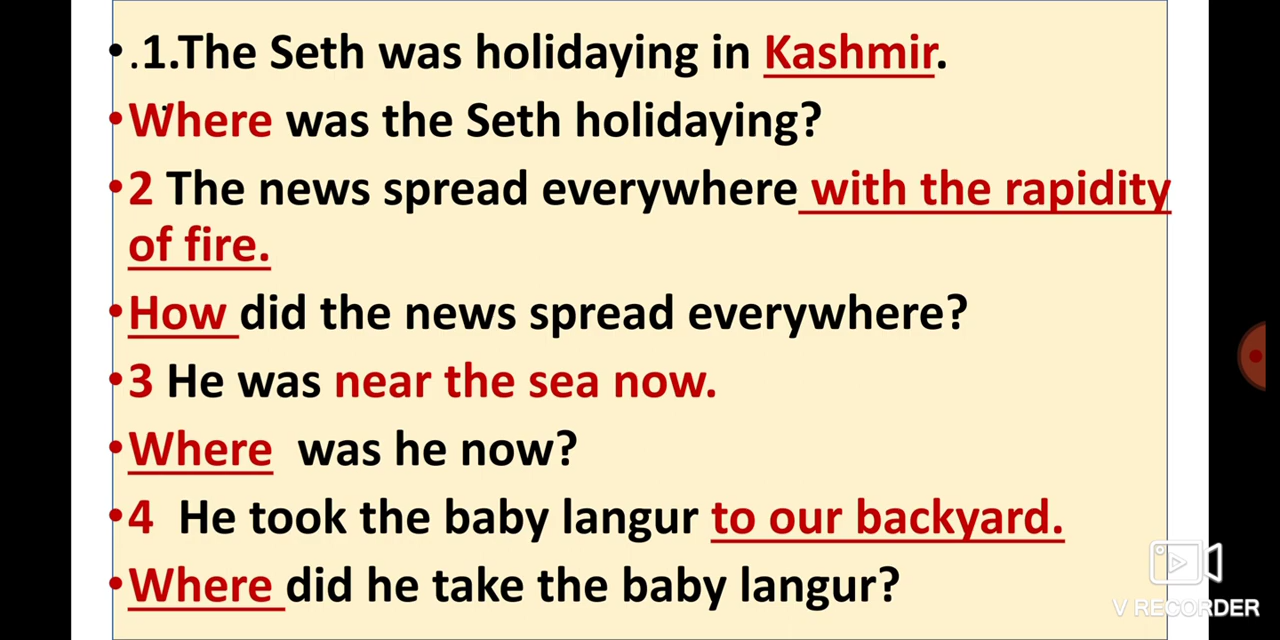 • .1.The Seth was holidaying in Kashmir.
•Where was the Seth holidaying?
•2 The news spread everywhere with the rapidity
of fire.
•How did the news spread everywhere?
•3 He was near the sea now.
•Where was he now?
•4 He took the baby langur to our backyard.
•Where did he take the baby langur?
V RECORDER